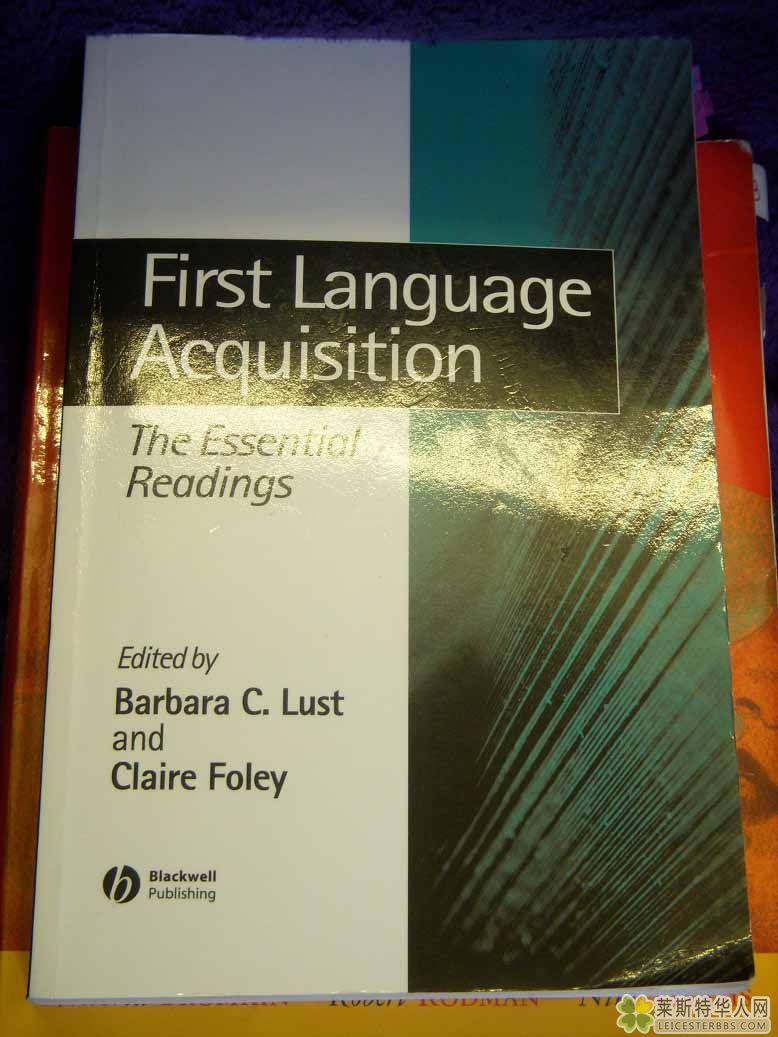 First Language
Acquisition
The Essential
Readings
Edited by
Barbara C. Lust
and
Claire Foley
b
Blackwell
Publishing
Robert RODMAN
莱斯特华人网
LEICESTERBBS.COM